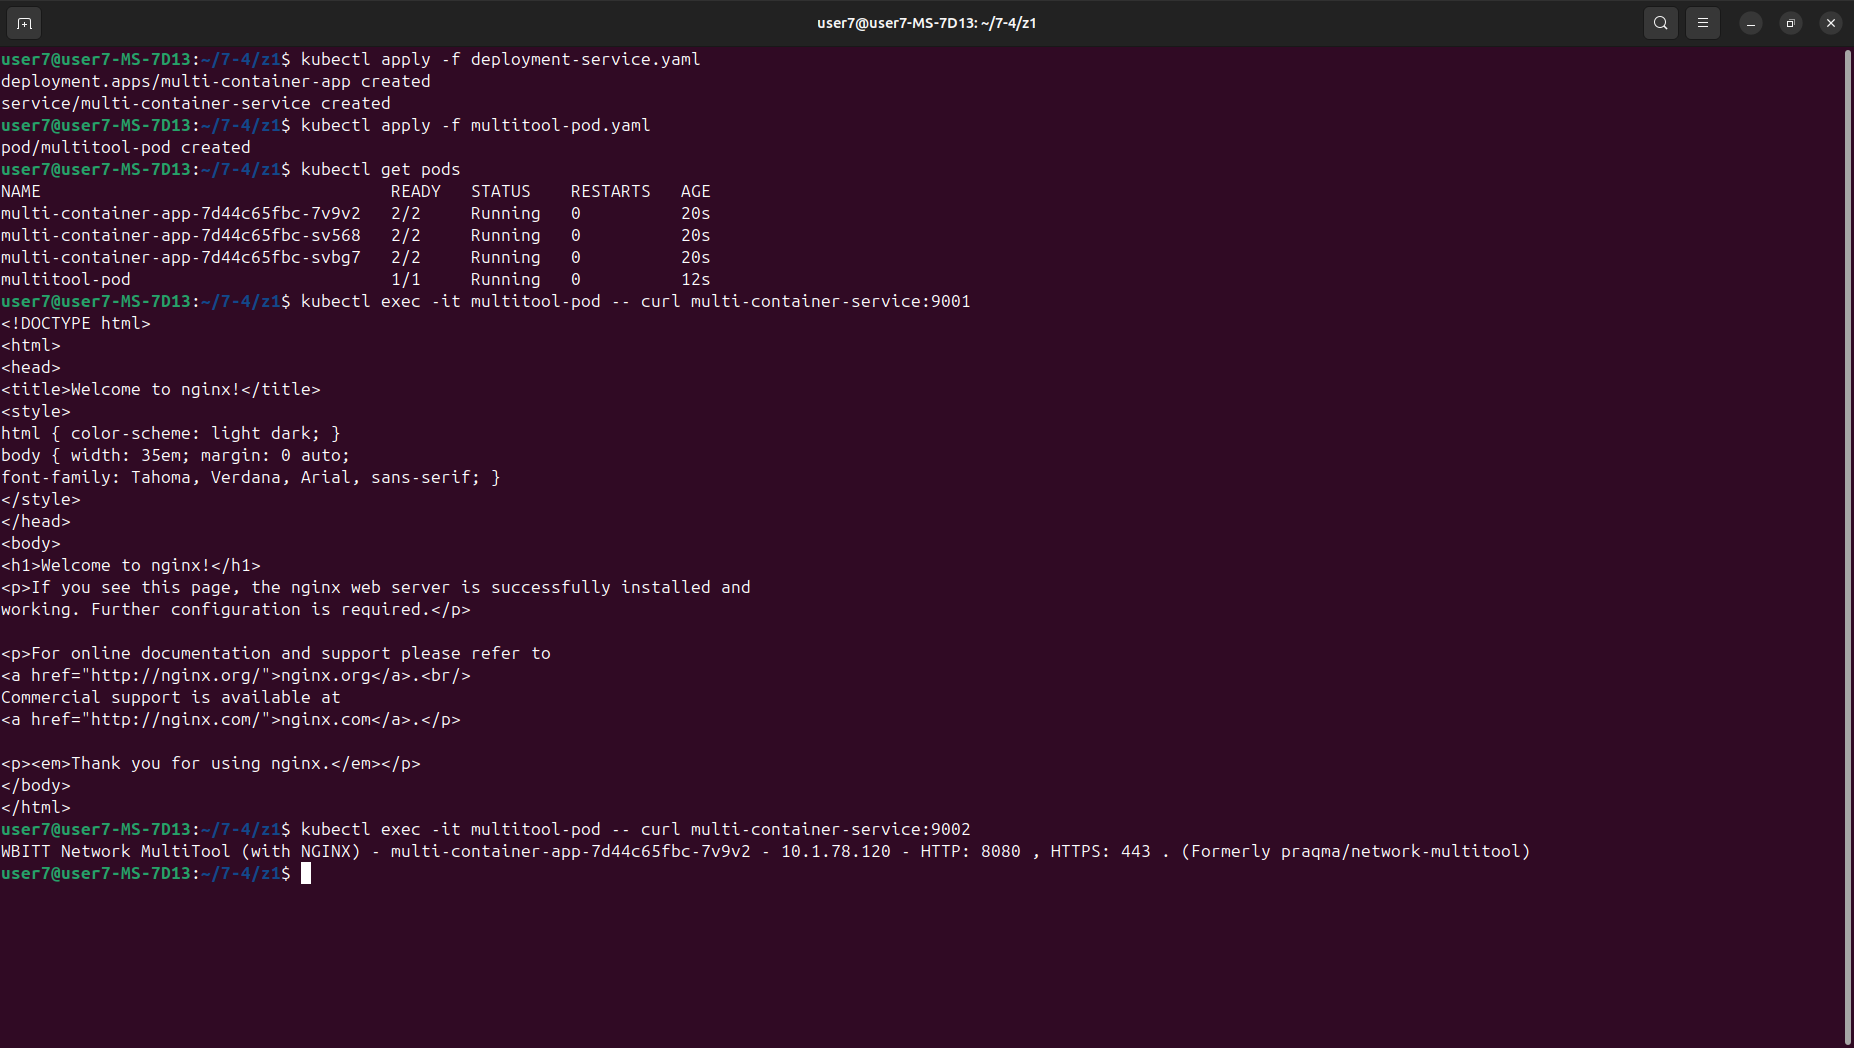 user7@user7-MS-7D13: ~/7-4/z1
user7@user7-MS-7D13:~/7-4/z1$ kubectl apply -f deployment-service.yaml
deployment.apps/multi-container-app created
service/multi-container-service created
user7@user7-MS-7D13:~/7-4/z1$ kubectl apply -f multitool-pod.yaml
pod/multitool-pod created
user7@user7-MS-7D13:~/7-4/z1$ kubectl get pods
NAME                                   READY   STATUS    RESTARTS   AGE
multi-container-app-7d44c65fbc-7v9v2   2/2     Running   0          20s
multi-container-app-7d44c65fbc-sv568   2/2     Running   0          20s
multi-container-app-7d44c65fbc-svbg7   2/2     Running   0          20s
multitool-pod                          1/1     Running   0          12s
user7@user7-MS-7D13:~/7-4/z1$ kubectl exec -it multitool-pod -- curl multi-container-service:9001
<!DOCTYPE html>
<html>
<head>
<title>Welcome to nginx!</title>
<style>
html { color-scheme: light dark; }
body { width: 35em; margin: 0 auto;
font-family: Tahoma, Verdana, Arial, sans-serif; }
</style>
</head>
<body>
<h1>Welcome to nginx!</h1>
<p>If you see this page, the nginx web server is successfully installed and
working. Further configuration is required.</p>

<p>For online documentation and support please refer to
<a href="http://nginx.org/">nginx.org</a>.<br/>
Commercial support is available at
<a href="http://nginx.com/">nginx.com</a>.</p>

<p><em>Thank you for using nginx.</em></p>
</body>
</html>
user7@user7-MS-7D13:~/7-4/z1$ kubectl exec -it multitool-pod -- curl multi-container-service:9002
WBITT Network MultiTool (with NGINX) - multi-container-app-7d44c65fbc-7v9v2 - 10.1.78.120 - HTTP: 8080 , HTTPS: 443 . (Formerly praqma/network-multitool)
user7@user7-MS-7D13:~/7-4/z1$